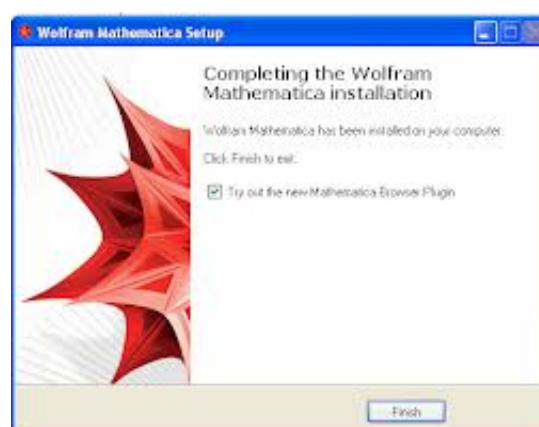 Wolfram Mathematica Setup
Completing the Wolfram
Mathematica installation
Wolfram Mathematica has been installed on your computer.
Click Finish to exit.
Try out the new Mathematica Browser Plugin
Finish